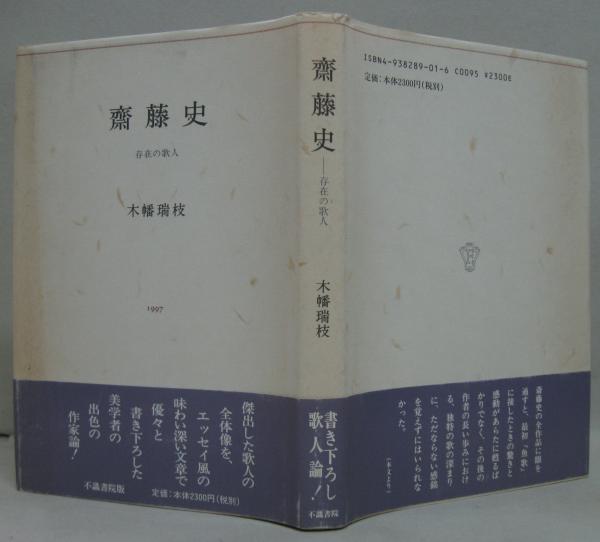 齋藤史
存在の歌人
木幡瑞枝
1997
傑出した歌人の
全体像を、
エッセイ風の
味わい深い文章で
優々と
書き下ろした
美学者の
出色の
作家論!
不識書院版
定価:本体2300円(税別)
齋藤史──存在の歌人
木幡瑞枝
書き下ろし
歌人論!
不識書院
ISBN4-938289-01-6 C0095 ¥2300E
定価:本体2300円(税別)
斎藤史の全作品に眼を
通すと、最初『魚歌』
に接したときの驚きと
感動があらたに甦るば
かりでなく、その後の
作者の長い歩みにおけ
る、独特の歌の深まり
に、ただならない感銘
を覚えずにはいられな
かった。
(本文より)